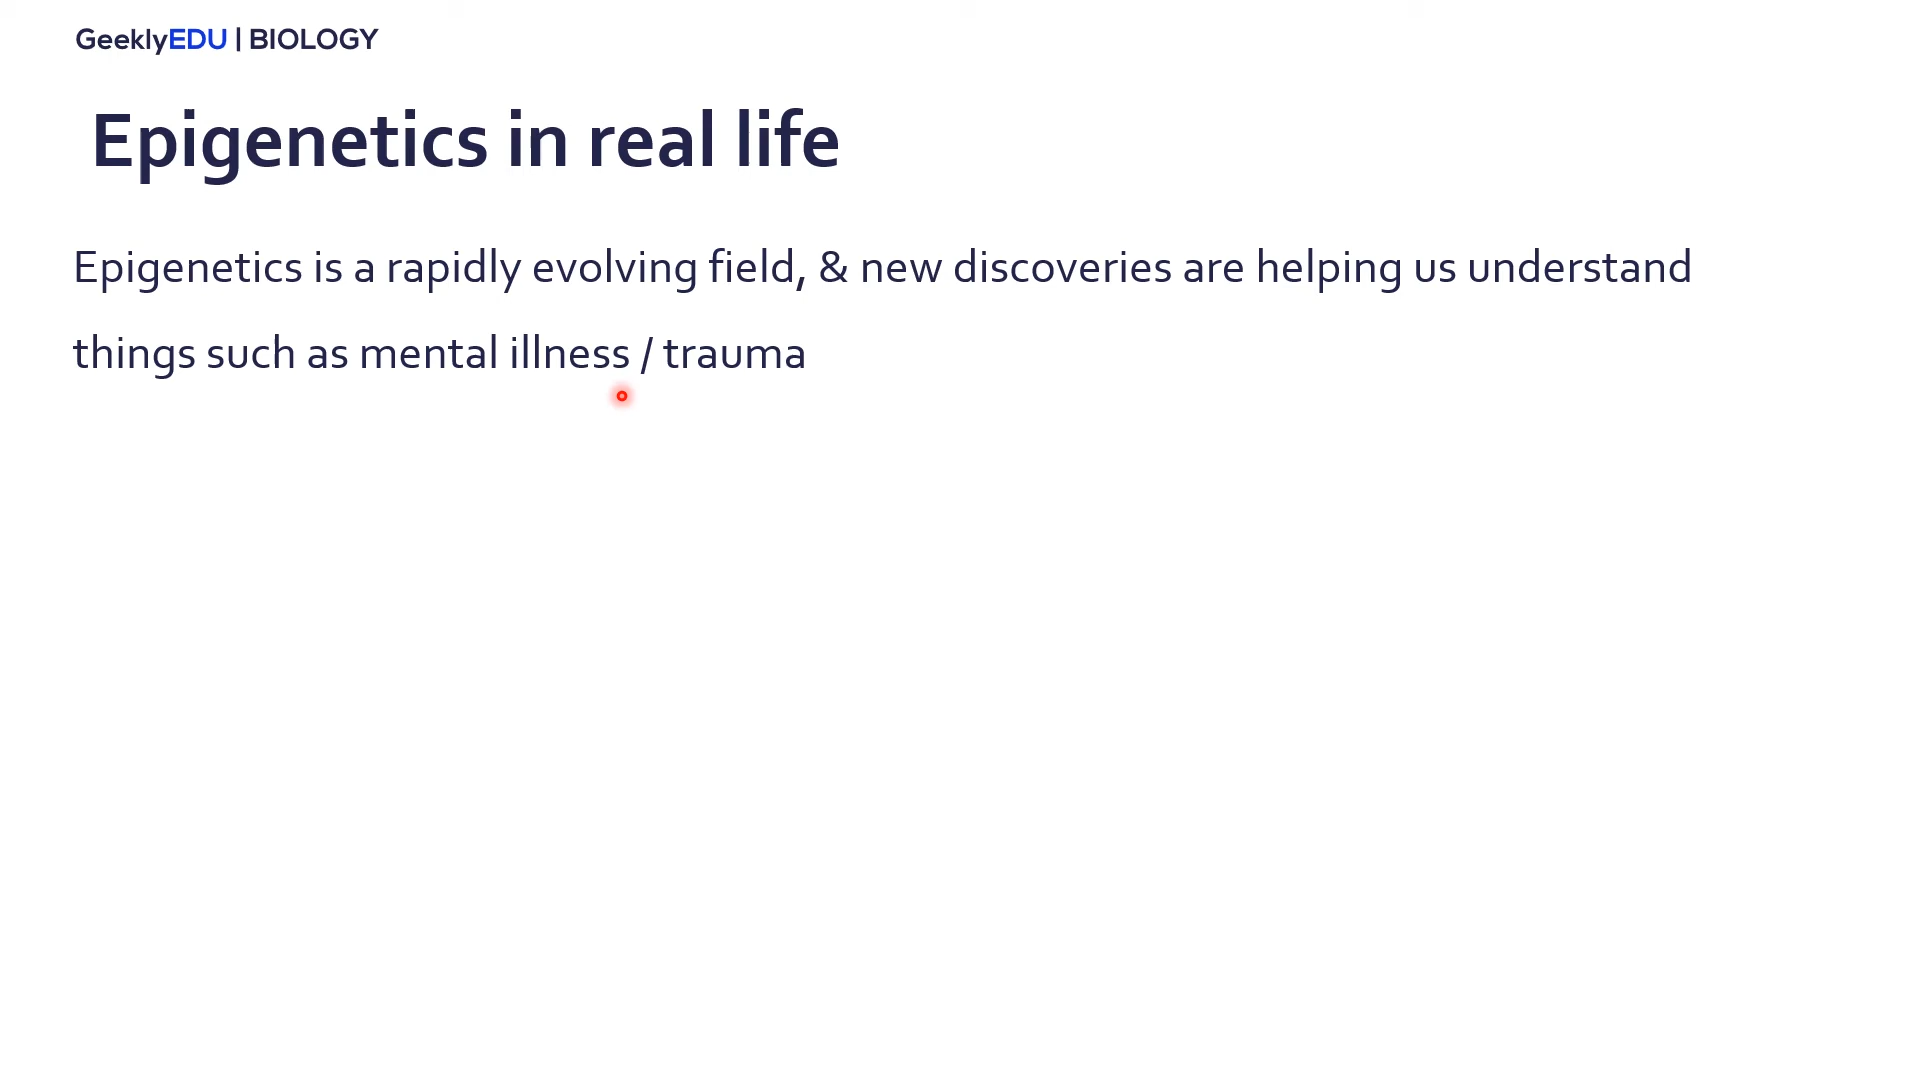 GeeklyEDU | BIOLOGY
Epigenetics in real life
Epigenetics is a rapidly evolving field, & new discoveries are helping us understand
things such as mental illness / trauma